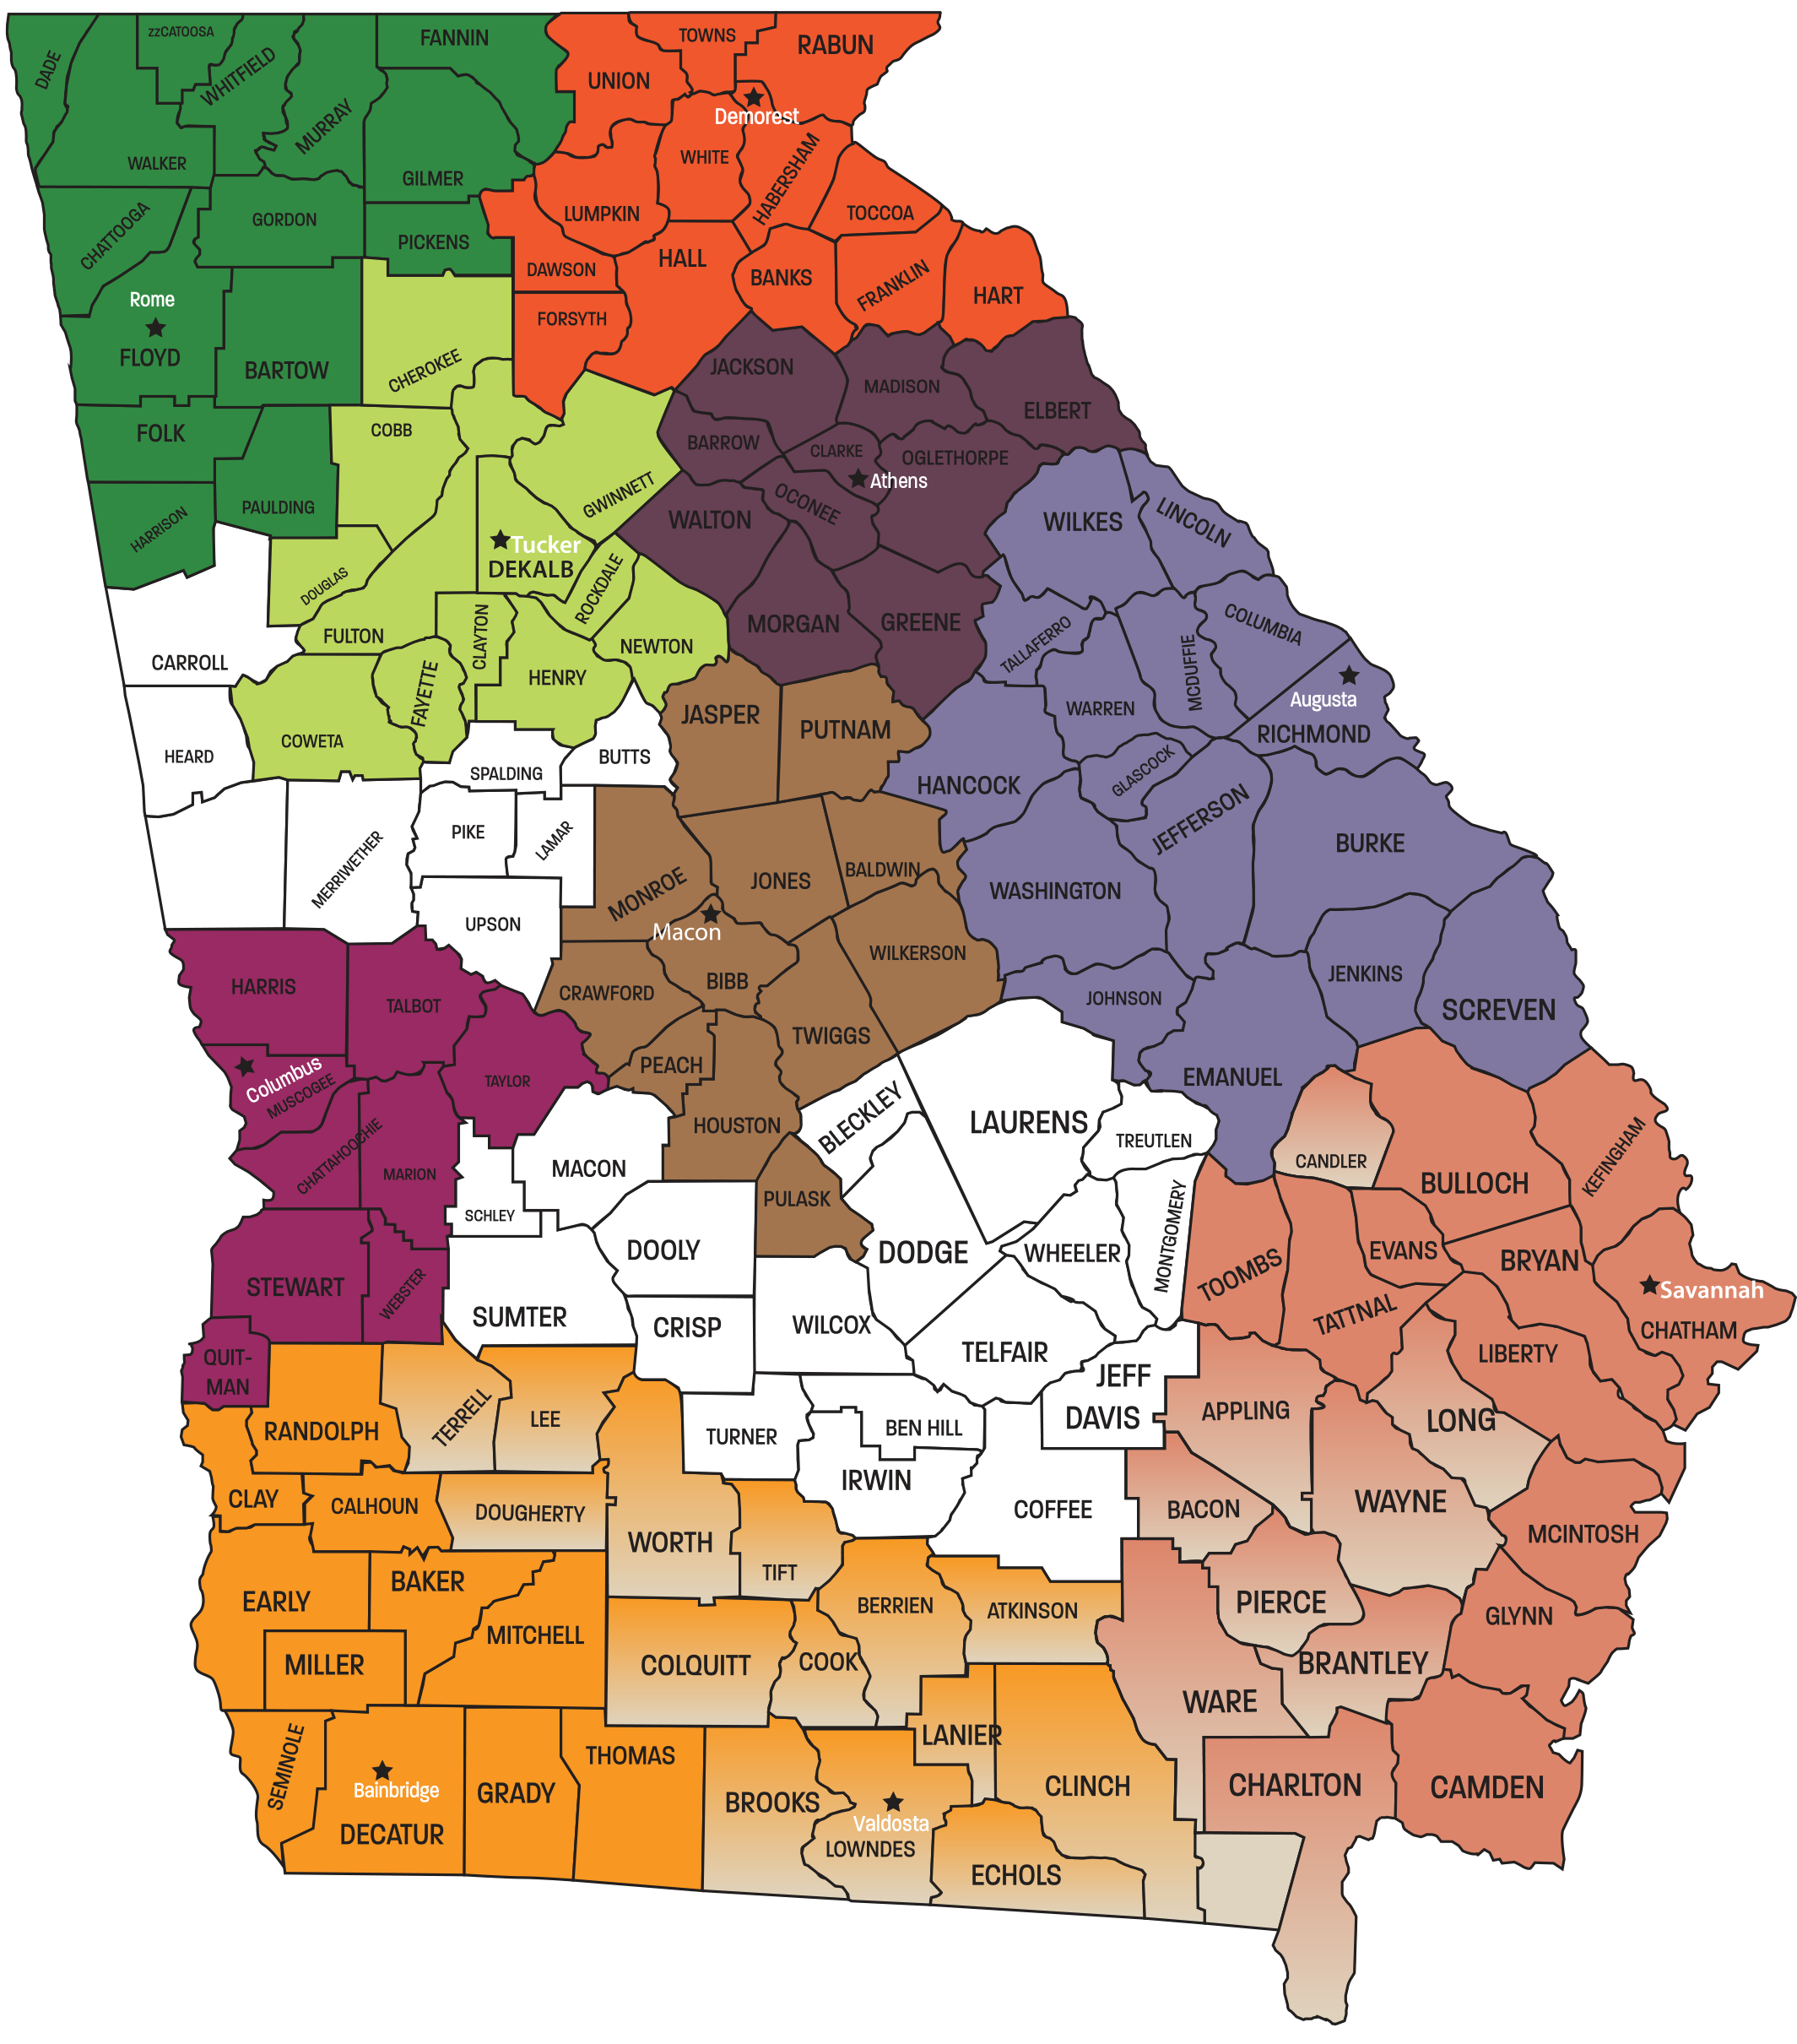 DADE
zzCATOOSA
WHITFIELD
MURRAY
FANNIN
TOWNS
RABUN
UNION
Demorest
WALKER
GILMER
WHITE
HABERSHAM
CHATTOOGA
GORDON
PICKENS
LUMPKIN
TOCCOA
HALL
DAWSON
BANKS
FRANKLIN
HART
Rome
FLOYD
BARTOW
CHEROKEE
FORSYTH
JACKSON
MADISON
ELBERT
FOLK
COBB
BARROW
CLARKE
OGLETHORPE
Athens
HARRISON
PAULDING
GWINNETT
WALTON
OCONEE
WILKES
LINCOLN
Tucker
DEKALB
DOUGLAS
ROCKDALE
FULTON
CLAYTON
NEWTON
MORGAN
GREENE
TALLAFERRO
MCDUFFIE
COLUMBIA
CARROLL
FAYETTE
HENRY
JASPER
PUTNAM
WARREN
Augusta
RICHMOND
HEARD
COWETA
SPALDING
BUTTS
HANCOCK
GLASCOCK
JEFFERSON
BURKE
MERRIWETHER
PIKE
LAMAR
MONROE
JONES
BALDWIN
WASHINGTON
UPSON
Macon
WILKERSON
HARRIS
TALBOT
CRAWFORD
BIBB
JOHNSON
JENKINS
SCREVEN
TWIGGS
Columbus
MUSCOGEE
TAYLOR
PEACH
EMANUEL
HOUSTON
BLECKLEY
LAURENS
TREUTLEN
CHATTAHOOCHIE
MARION
MACON
CANDLER
BULLOCH
KEFINGHAM
SCHLEY
PULASK
MONTGOMERY
DOOLY
DODGE
WHEELER
TOOMBS
EVANS
BRYAN
STEWART
WEBSTER
SUMTER
CRISP
WILCOX
TATTNAL
Savannah
CHATHAM
QUIT-
MAN
TELFAIR
JEFF
DAVIS
LIBERTY
RANDOLPH
TERRELL
LEE
TURNER
BEN HILL
APPLING
LONG
CLAY
CALHOUN
DOUGHERTY
IRWIN
COFFEE
BACON
WAYNE
WORTH
TIFT
MCINTOSH
EARLY
BAKER
BERRIEN
ATKINSON
PIERCE
GLYNN
MILLER
MITCHELL
COLQUITT
COOK
BRANTLEY
WARE
SEMINOLE
LANIER
THOMAS
Bainbridge
GRADY
BROOKS
CLINCH
CHARLTON
CAMDEN
DECATUR
Valdosta
LOWNDES
ECHOLS